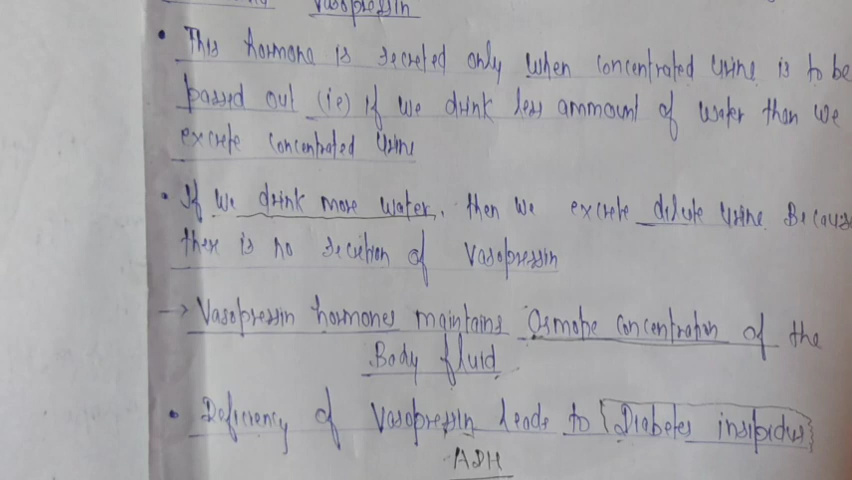 Vasopressin
• This hormone is secreted only when concentrated urine is to be
passed out (ie) if we drink less ammount of water than we
excrete concentrated urine
• If we drink more water, then we excrete dilute urine Because
ther is no secretion of Vasopressin
→ Vasopressin hormones maintains Osmotic concentration of the
Body fluid
• Deficiency of Vasopressin leads to {Diabetes insipidus}
ADH